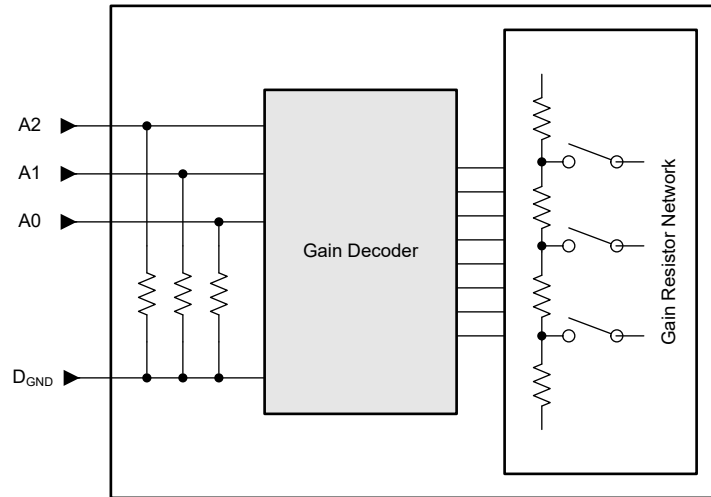 A2
A1
A0
Gain Decoder
DGND
Gain Resistor Network